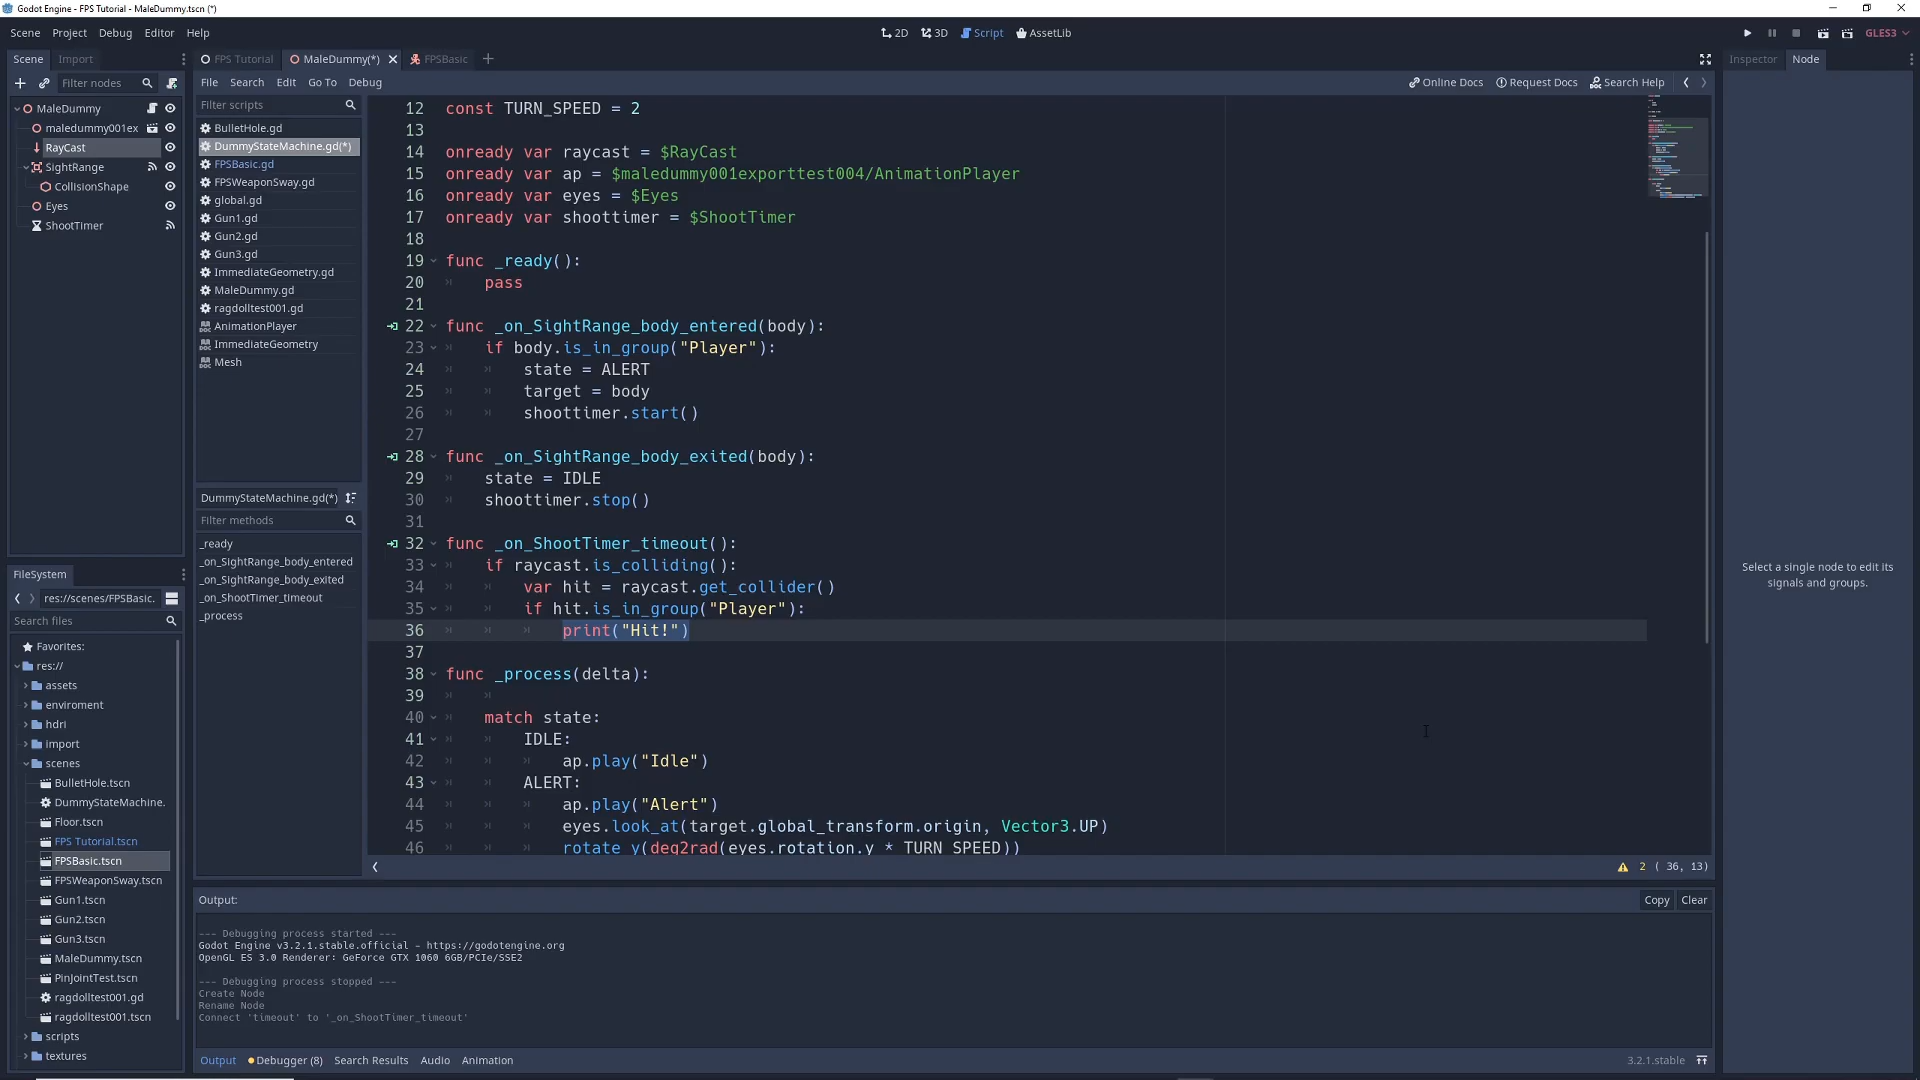 Godot Engine - FPS Tutorial - MaleDummy.tscn (*)
Scene Project Debug Editor Help
2D 3D Script AssetLib
GLES3
Scene Import
FPS Tutorial MaleDummy(*) FPSBasic
Inspector Node
Filter nodes
File Search Edit Go To Debug
Online Docs Request Docs Search Help
MaleDummy
maledummy001ex
RayCast
SightRange
CollisionShape
Eyes
ShootTimer
Filter scripts
BulletHole.gd
DummyStateMachine.gd(*)
FPSBasic.gd
FPSWeaponSway.gd
global.gd
Gun1.gd
Gun2.gd
Gun3.gd
ImmediateGeometry.gd
MaleDummy.gd
ragdolltest001.gd
AnimationPlayer
ImmediateGeometry
Mesh
DummyStateMachine.gd(*)
Filter methods
_ready
_on_SightRange_body_entered
_on_SightRange_body_exited
_on_ShootTimer_timeout
_process
12 const TURN_SPEED = 2
13
14 onready var raycast = $RayCast
15 onready var ap = $maledummy001exporttest004/AnimationPlayer
16 onready var eyes = $Eyes
17 onready var shoottimer = $ShootTimer
18
19 func _ready():
20 pass
21
22 func _on_SightRange_body_entered(body):
23 if body.is_in_group("Player"):
24 state = ALERT
25 target = body
26 shoottimer.start()
27
28 func _on_SightRange_body_exited(body):
29 state = IDLE
30 shoottimer.stop()
31
32 func _on_ShootTimer_timeout():
33 if raycast.is_colliding():
34 var hit = raycast.get_collider()
35 if hit.is_in_group("Player"):
36 print("Hit!")
37
38 func _process(delta):
39
40 match state:
41 IDLE:
42 ap.play("Idle")
43 ALERT:
44 ap.play("Alert")
45 eyes.look_at(target.global_transform.origin, Vector3.UP)
46 rotate_y(deg2rad(eyes.rotation.y * TURN_SPEED))
2 ( 36, 13)
Select a single node to edit its
signals and groups.
FileSystem
res://scenes/FPSBasic.
Search files
Favorites:
res://
assets
enviroment
hdri
import
scenes
BulletHole.tscn
DummyStateMachine.
Floor.tscn
FPS Tutorial.tscn
FPSBasic.tscn
FPSWeaponSway.tscn
Gun1.tscn
Gun2.tscn
Gun3.tscn
MaleDummy.tscn
PinJointTest.tscn
ragdolltest001.gd
ragdolltest001.tscn
scripts
textures
Output:
Copy Clear
--- Debugging process started ---
Godot Engine v3.2.1.stable.official - https://godotengine.org
OpenGL ES 3.0 Renderer: GeForce GTX 1060 6GB/PCIe/SSE2
--- Debugging process stopped ---
Create Node
Rename Node
Connect 'timeout' to '_on_ShootTimer_timeout'
Output Debugger (8) Search Results Audio Animation
3.2.1.stable